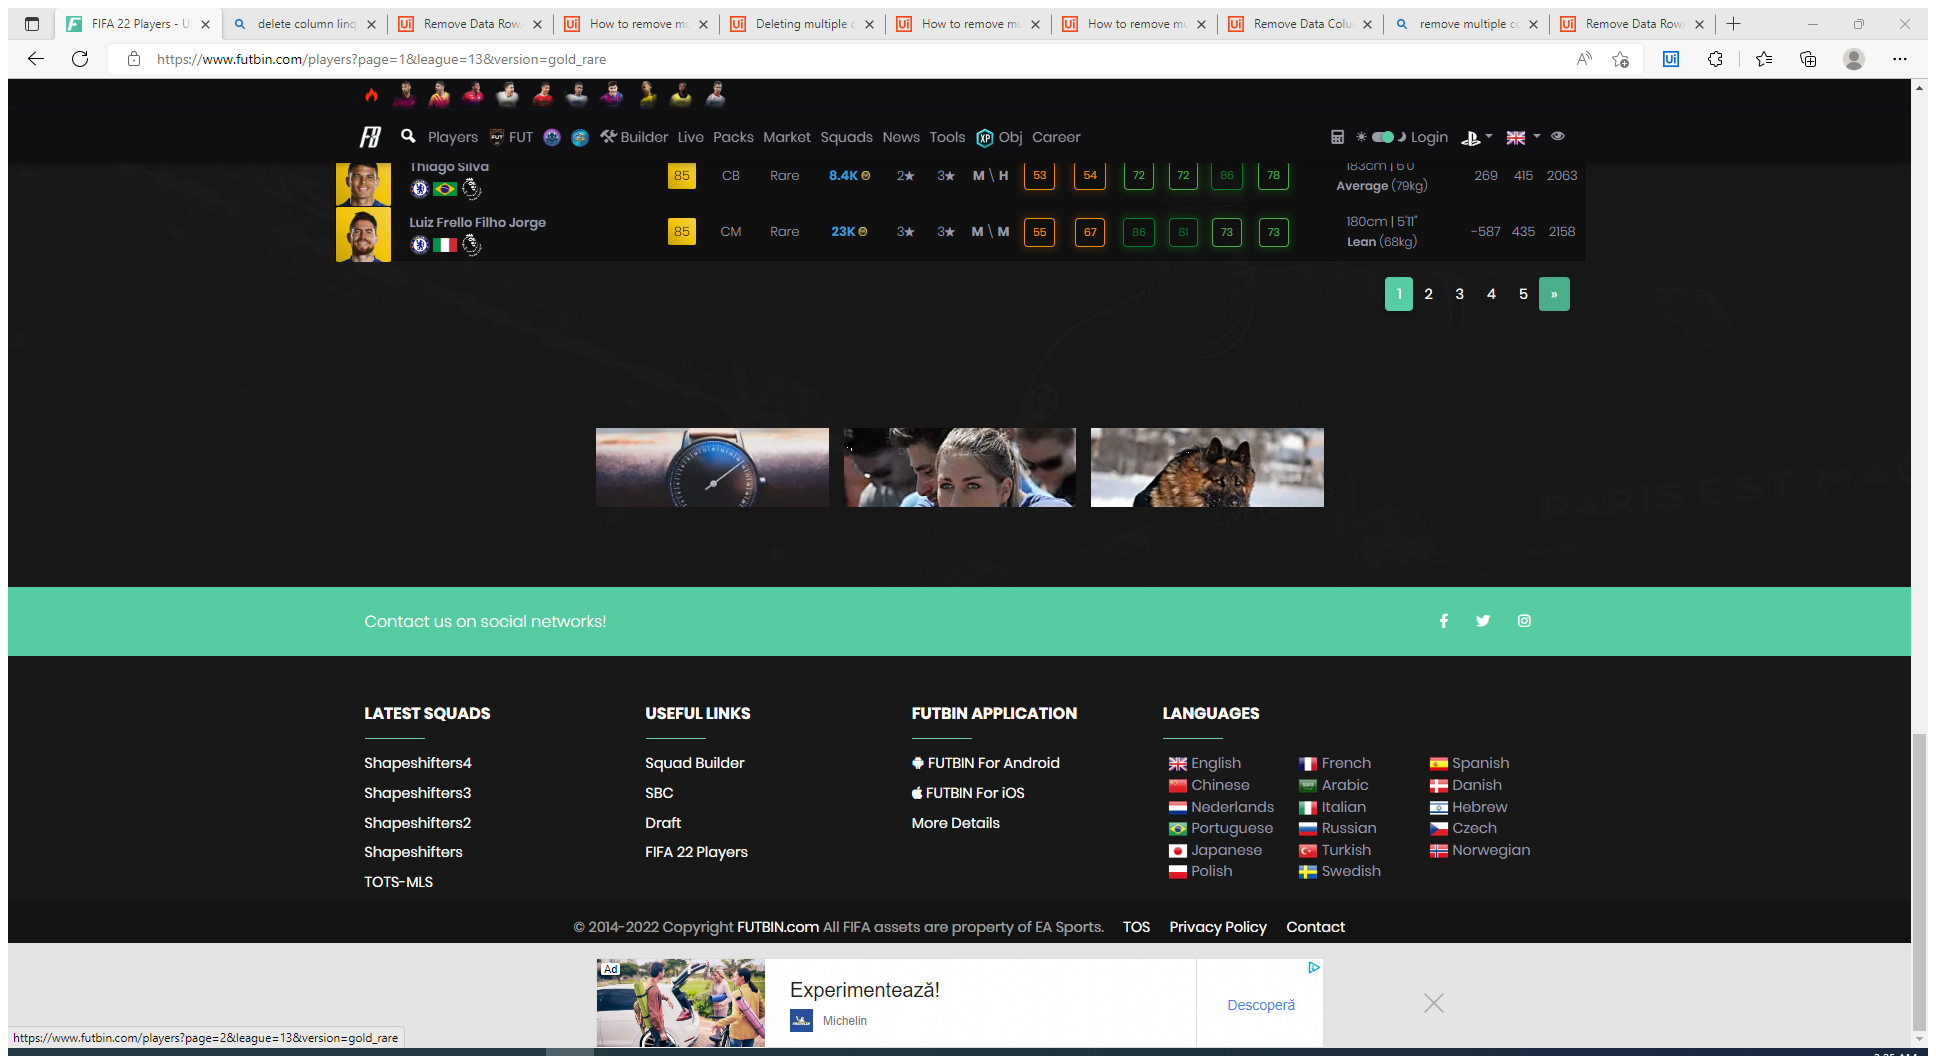 FIFA 22 Players - U
delete column linq
Remove Data Row/
How to remove mu
Deleting multiple c
How to remove mu
How to remove mu
Remove Data Colu
remove multiple co
Remove Data Row/
https://www.futbin.com/players?page=1&league=13&version=gold_rare
Players FUT Builder Live Packs Market Squads News Tools XP Obj Career Login
Thiago Silva 85 CB Rare 8.4K 2★ 3★ M \ H 53 54 72 72 86 78 183cm | 6'0" Average (79kg) 269 415 2063
Luiz Frello Filho Jorge 85 CM Rare 23K 3★ 3★ M \ M 55 67 86 81 73 73 180cm | 5'11" Lean (68kg) -587 435 2158
1 2 3 4 5 »
PARIS EST MAG
Contact us on social networks!
LATEST SQUADS
Shapeshifters4
Shapeshifters3
Shapeshifters2
Shapeshifters
TOTS-MLS
USEFUL LINKS
Squad Builder
SBC
Draft
FIFA 22 Players
FUTBIN APPLICATION
FUTBIN For Android
FUTBIN For iOS
More Details
LANGUAGES
English French Spanish
Chinese Arabic Danish
Nederlands Italian Hebrew
Portuguese Russian Czech
Japanese Turkish Norwegian
Polish Swedish
© 2014-2022 Copyright FUTBIN.com All FIFA assets are property of EA Sports. TOS Privacy Policy Contact
Ad
Experimentează!
Michelin
Descoperă
https://www.futbin.com/players?page=2&league=13&version=gold_rare